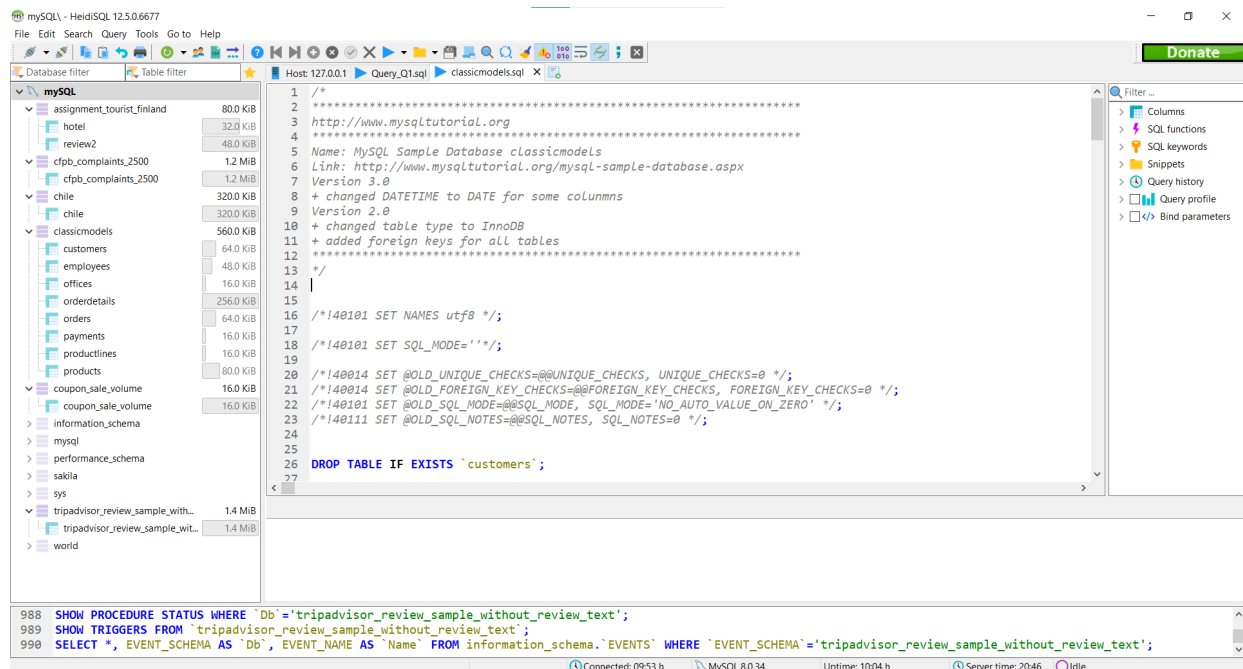 mySQL\ - HeidiSQL 12.5.0.6677
File Edit Search Query Tools Go to Help
Donate
Database filter
Table filter
Host: 127.0.0.1
Query_Q1.sql
classicmodels.sql
mySQL
assignment_tourist_finland 80.0 KiB
hotel 32.0 KiB
review2 48.0 KiB
cfpb_complaints_2500 1.2 MiB
cfpb_complaints_2500 1.2 MiB
chile 320.0 KiB
chile 320.0 KiB
classicmodels 560.0 KiB
customers 64.0 KiB
employees 48.0 KiB
offices 16.0 KiB
orderdetails 256.0 KiB
orders 64.0 KiB
payments 16.0 KiB
productlines 16.0 KiB
products 80.0 KiB
coupon_sale_volume 16.0 KiB
coupon_sale_volume 16.0 KiB
information_schema
mysql
performance_schema
sakila
sys
tripadvisor_review_sample_with... 1.4 MiB
tripadvisor_review_sample_wit... 1.4 MiB
world
1 /*
2 *********************************************************************
3 http://www.mysqltutorial.org
4 *********************************************************************
5 Name: MySQL Sample Database classicmodels
6 Link: http://www.mysqltutorial.org/mysql-sample-database.aspx
7 Version 3.0
8 + changed DATETIME to DATE for some colunmns
9 Version 2.0
10 + changed table type to InnoDB
11 + added foreign keys for all tables
12 *********************************************************************
13 */
14
15
16 /*!40101 SET NAMES utf8 */;
17
18 /*!40101 SET SQL_MODE=''*/;
19
20 /*!40014 SET @OLD_UNIQUE_CHECKS=@@UNIQUE_CHECKS, UNIQUE_CHECKS=0 */;
21 /*!40014 SET @OLD_FOREIGN_KEY_CHECKS=@@FOREIGN_KEY_CHECKS, FOREIGN_KEY_CHECKS=0 */;
22 /*!40101 SET @OLD_SQL_MODE=@@SQL_MODE, SQL_MODE='NO_AUTO_VALUE_ON_ZERO' */;
23 /*!40111 SET @OLD_SQL_NOTES=@@SQL_NOTES, SQL_NOTES=0 */;
24
25
26 DROP TABLE IF EXISTS `customers`;
27
Filter ...
Columns
SQL functions
SQL keywords
Snippets
Query history
Query profile
Bind parameters
988 SHOW PROCEDURE STATUS WHERE `Db`='tripadvisor_review_sample_without_review_text';
989 SHOW TRIGGERS FROM `tripadvisor_review_sample_without_review_text`;
990 SELECT *, EVENT_SCHEMA AS `Db`, EVENT_NAME AS `Name` FROM information_schema.`EVENTS` WHERE `EVENT_SCHEMA`='tripadvisor_review_sample_without_review_text';
Connected: 09:53 h
MySQL 8.0.34
Uptime: 10:04 h
Server time: 20:46
Idle.